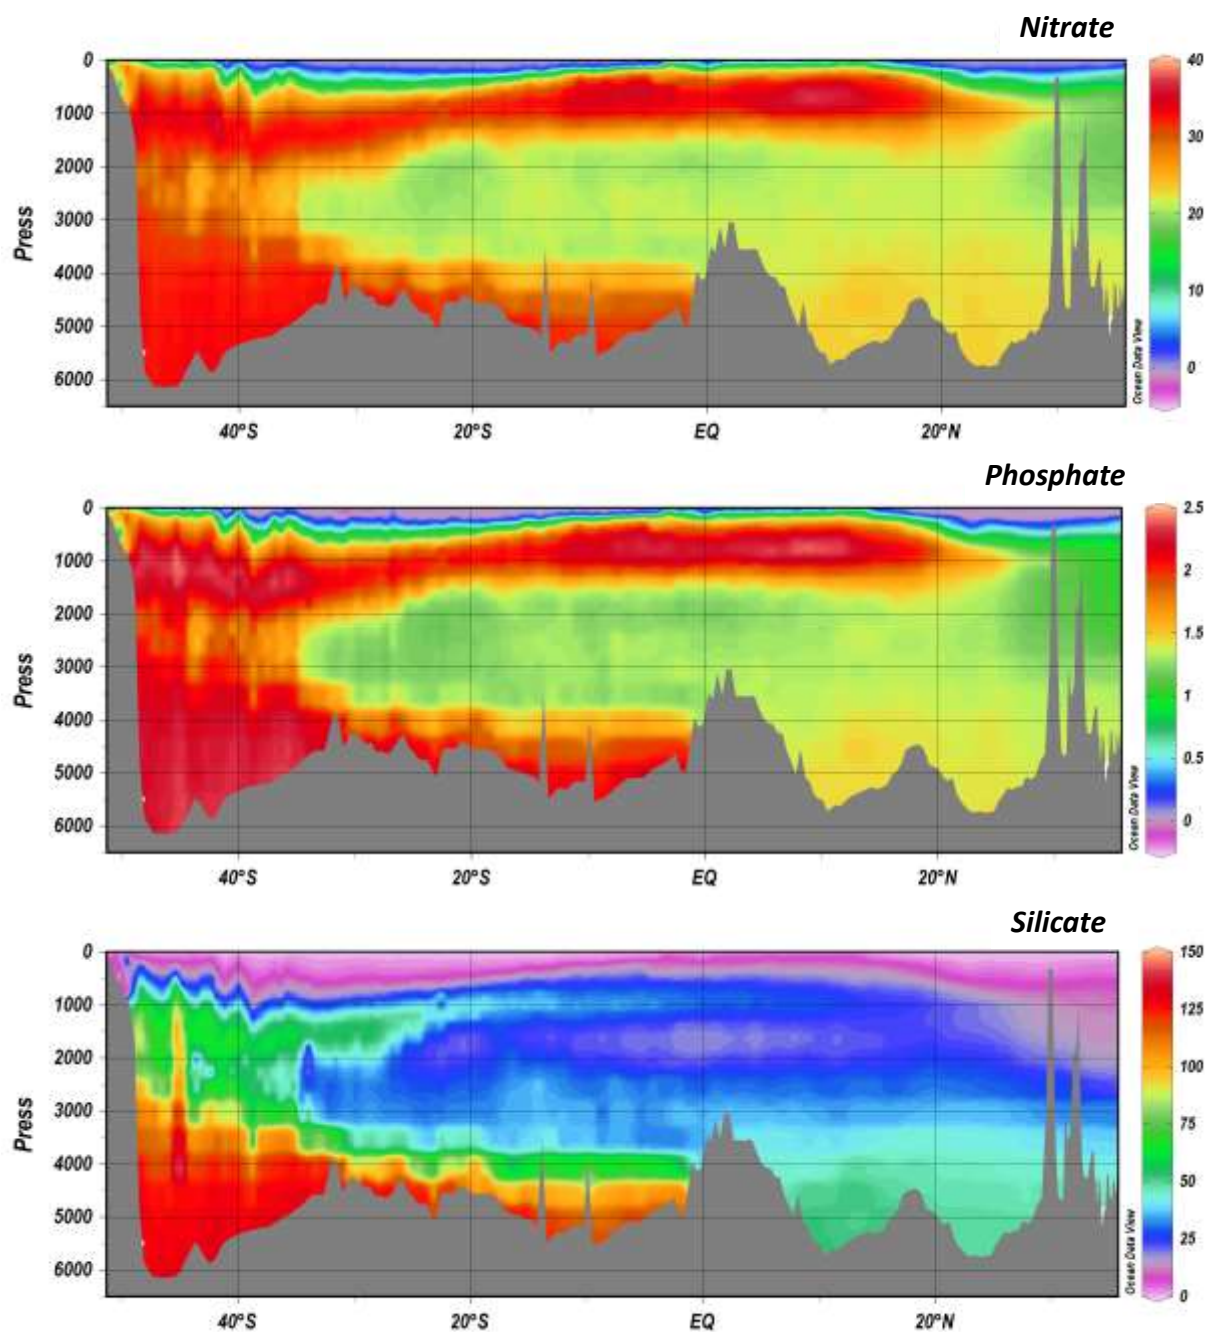 Nitrate
0
1000
2000
3000
4000
5000
6000
Press
40°S
20°S
EQ
20°N
40
30
20
10
0
Ocean Data View
Phosphate
0
1000
2000
3000
4000
5000
6000
Press
40°S
20°S
EQ
20°N
2.5
2
1.5
1
0.5
0
Ocean Data View
Silicate
0
1000
2000
3000
4000
5000
6000
Press
40°S
20°S
EQ
20°N
150
125
100
75
50
25
0
Ocean Data View